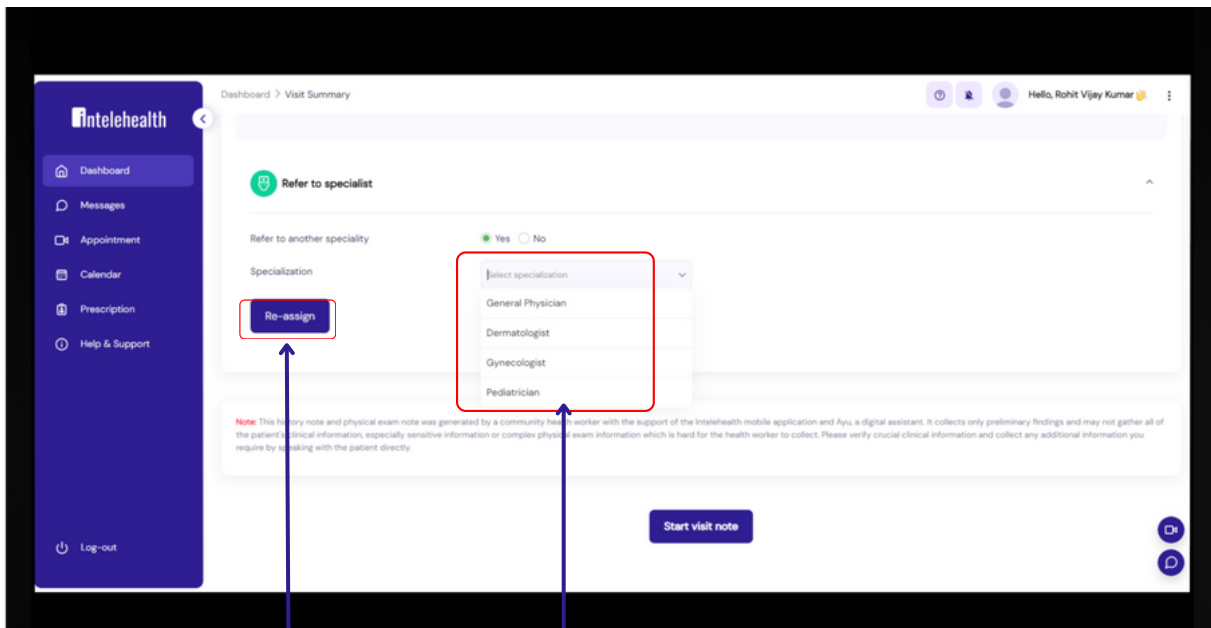 Intelehealth
Dashboard > Visit Summary
Hello, Rohit Vijay Kumar👋
Dashboard
Messages
Appointment
Calendar
Prescription
Help & Support
Log-out
Refer to specialist
Refer to another speciality
Yes No
Specialization
Select specialization
General Physician
Dermatologist
Gynecologist
Pediatrician
Re-assign
Note: This history note and physical exam note was generated by a community health worker with the support of the Intelehealth mobile application and Ayu, a digital assistant. It collects only preliminary findings and may not gather all of
the patient's clinical information, especially sensitive information or complex physical exam information which is hard for the health worker to collect. Please verify crucial clinical information and collect any additional information you
require by speaking with the patient directly.
Start visit note